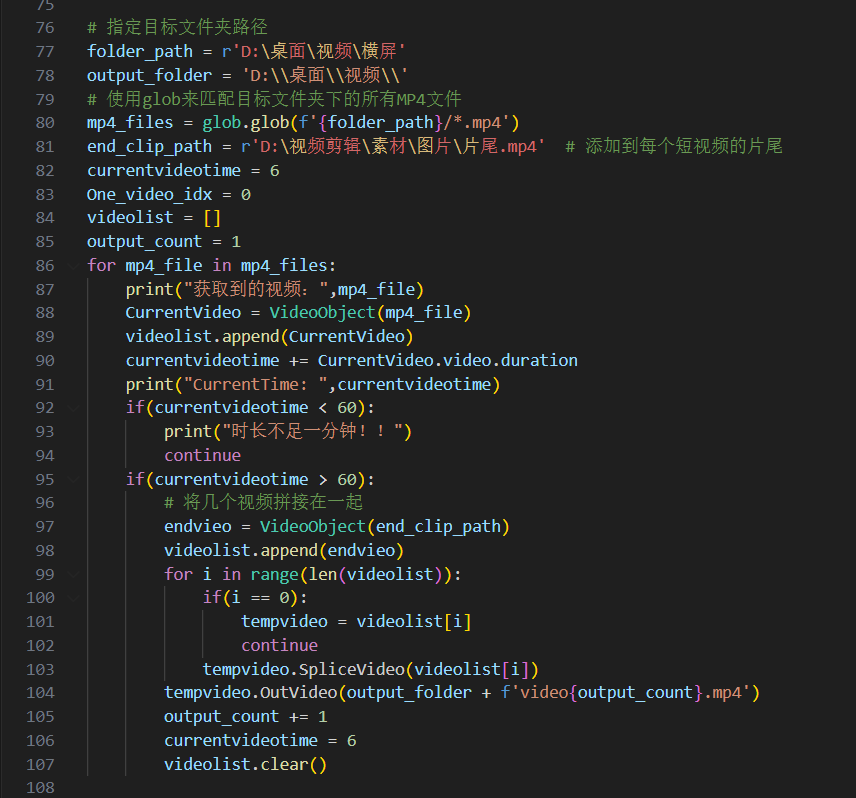 75
76 # 指定目标文件夹路径
77 folder_path = r'D:\桌面\视频\横屏'
78 output_folder = 'D:\\桌面\\视频\\'
79 # 使用glob来匹配目标文件夹下的所有MP4文件
80 mp4_files = glob.glob(f'{folder_path}/*.mp4')
81 end_clip_path = r'D:\视频剪辑\素材\图片\片尾.mp4'  # 添加到每个短视频的片尾
82 currentvideotime = 6
83 One_video_idx = 0
84 videolist = []
85 output_count = 1
86 for mp4_file in mp4_files:
87     print("获取到的视频：",mp4_file)
88     CurrentVideo = VideoObject(mp4_file)
89     videolist.append(CurrentVideo)
90     currentvideotime += CurrentVideo.video.duration
91     print("CurrentTime：",currentvideotime)
92     if(currentvideotime < 60):
93         print("时长不足一分钟！！")
94         continue
95     if(currentvideotime > 60):
96         # 将几个视频拼接在一起
97         endvieo = VideoObject(end_clip_path)
98         videolist.append(endvieo)
99         for i in range(len(videolist)):
100             if(i == 0):
101                 tempvideo = videolist[i]
102                 continue
103             tempvideo.SpliceVideo(videolist[i])
104         tempvideo.OutVideo(output_folder + f'video{output_count}.mp4')
105         output_count += 1
106         currentvideotime = 6
107         videolist.clear()
108